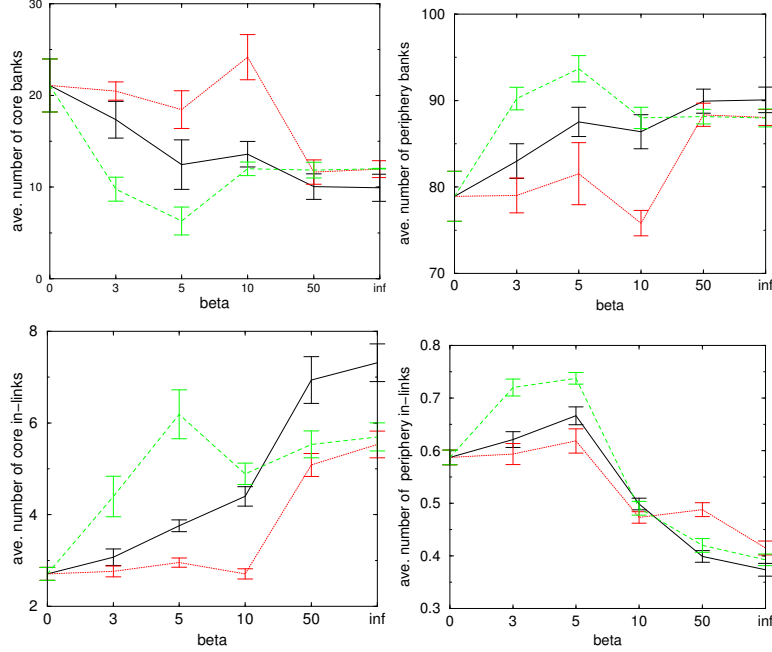 30
20
10
0
ave. number of core banks
0 3 5 10 50 inf
beta
100
90
80
70
ave. number of periphery banks
0 3 5 10 50 inf
beta
8
6
4
2
ave. number of core in−links
0 3 5 10 50 inf
beta
0.8
0.7
0.6
0.5
0.4
0.3
ave. number of periphery in−links
0 3 5 10 50 inf
beta